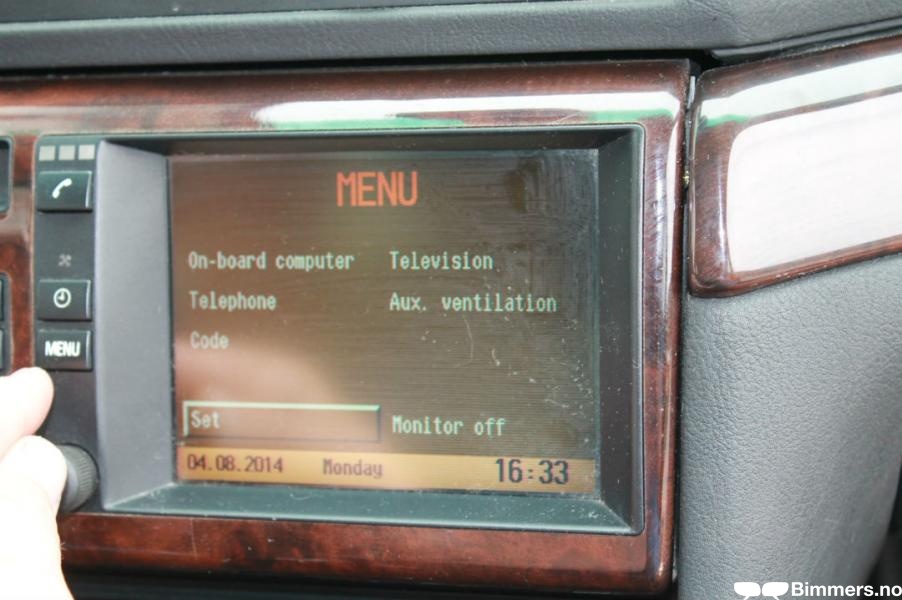 MENU
On-board computer Television
Telephone Aux. ventilation
Code
MENU
Set Monitor off
04.08.2014 Monday 16:33
Bimmers.no